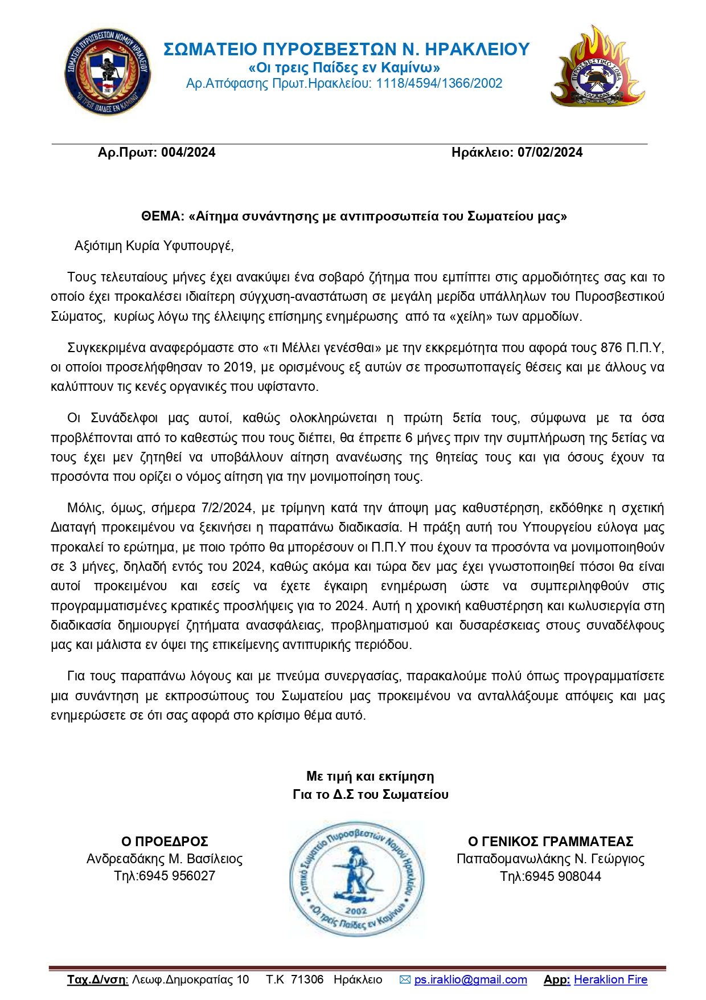 ΣΩΜΑΤΕΙΟ ΠΥΡΟΣΒΕΣΤΩΝ ΝΟΜΟΥ ΗΡΑΚΛΕΙΟΥ
2002
"ΟΙ ΤΡΕΙΣ ΠΑΙΔΕΣ ΕΝ ΚΑΜΙΝΩ"
ΣΩΜΑΤΕΙΟ ΠΥΡΟΣΒΕΣΤΩΝ Ν. ΗΡΑΚΛΕΙΟΥ
«Οι τρεις Παίδες εν Καμίνω»
Αρ.Απόφασης Πρωτ.Ηρακλείου: 1118/4594/1366/2002
ΠΥΡΟΣΒΕΣΤΙΚΟ ΣΩΜΑ
ΕΛΛΑΔΑΣ
Αρ.Πρωτ: 004/2024 Ηράκλειο: 07/02/2024
ΘΕΜΑ: «Αίτημα συνάντησης με αντιπροσωπεία του Σωματείου μας»
Αξιότιμη Κυρία Υφυπουργέ,
Τους τελευταίους μήνες έχει ανακύψει ένα σοβαρό ζήτημα που εμπίπτει στις αρμοδιότητες σας και το
οποίο έχει προκαλέσει ιδιαίτερη σύγχυση-αναστάτωση σε μεγάλη μερίδα υπάλληλων του Πυροσβεστικού
Σώματος, κυρίως λόγω της έλλειψης επίσημης ενημέρωσης από τα «χείλη» των αρμοδίων.
Συγκεκριμένα αναφερόμαστε στο «τι Μέλλει γενέσθαι» με την εκκρεμότητα που αφορά τους 876 Π.Π.Υ,
οι οποίοι προσελήφθησαν το 2019, με ορισμένους εξ αυτών σε προσωποπαγείς θέσεις και με άλλους να
καλύπτουν τις κενές οργανικές που υφίσταντο.
Οι Συνάδελφοι μας αυτοί, καθώς ολοκληρώνεται η πρώτη 5ετία τους, σύμφωνα με τα όσα
προβλέπονται από το καθεστώς που τους διέπει, θα έπρεπε 6 μήνες πριν την συμπλήρωση της 5ετίας να
τους έχει μεν ζητηθεί να υποβάλλουν αίτηση ανανέωσης της θητείας τους και για όσους έχουν τα
προσόντα που ορίζει ο νόμος αίτηση για την μονιμοποίηση τους.
Μόλις, όμως, σήμερα 7/2/2024, με τρίμηνη κατά την άποψη μας καθυστέρηση, εκδόθηκε η σχετική
Διαταγή προκειμένου να ξεκινήσει η παραπάνω διαδικασία. Η πράξη αυτή του Υπουργείου εύλογα μας
προκαλεί το ερώτημα, με ποιο τρόπο θα μπορέσουν οι Π.Π.Υ που έχουν τα προσόντα να μονιμοποιηθούν
σε 3 μήνες, δηλαδή εντός του 2024, καθώς ακόμα και τώρα δεν μας έχει γνωστοποιηθεί πόσοι θα είναι
αυτοί προκειμένου και εσείς να έχετε έγκαιρη ενημέρωση ώστε να συμπεριληφθούν στις
προγραμματισμένες κρατικές προσλήψεις για το 2024. Αυτή η χρονική καθυστέρηση και κωλυσιεργία στη
διαδικασία δημιουργεί ζητήματα ανασφάλειας, προβληματισμού και δυσαρέσκειας στους συναδέλφους
μας και μάλιστα εν όψει της επικείμενης αντιπυρικής περιόδου.
Για τους παραπάνω λόγους και με πνεύμα συνεργασίας, παρακαλούμε πολύ όπως προγραμματίσετε
μια συνάντηση με εκπροσώπους του Σωματείου μας προκειμένου να ανταλλάξουμε απόψεις και μας
ενημερώσετε σε ότι σας αφορά στο κρίσιμο θέμα αυτό.
Με τιμή και εκτίμηση
Για το Δ.Σ του Σωματείου
Ο ΠΡΟΕΔΡΟΣ Ο ΓΕΝΙΚΟΣ ΓΡΑΜΜΑΤΕΑΣ
Ανδρεαδάκης Μ. Βασίλειος Παπαδομανωλάκης Ν. Γεώργιος
Τηλ:6945 956027 Τηλ:6945 908044
Τοπικό Σωματείο Πυροσβεστών Νομού Ηρακλείου
2002
«Οι τρείς Παίδες εν Καμίνω»
Ταχ.Δ/νση: Λεωφ.Δημοκρατίας 10 Τ.Κ 71306 Ηράκλειο ps.iraklio@gmail.com App: Heraklion Fire